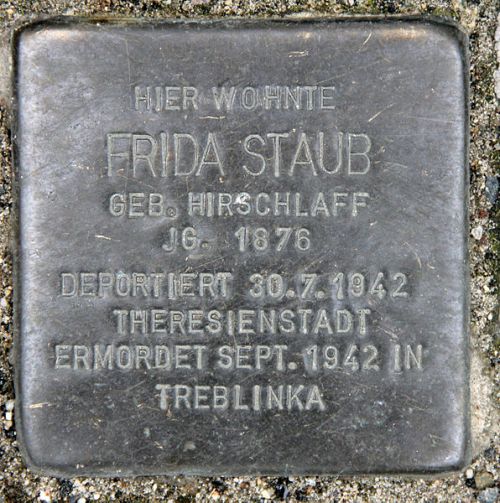 HIER WOHNTE
FRIDA STAUB
GEB. HIRSCHLAFF
JG. 1876
DEPORTIERT 30.7.1942
THERESIENSTADT
ERMORDET SEPT. 1942 IN
TREBLINKA